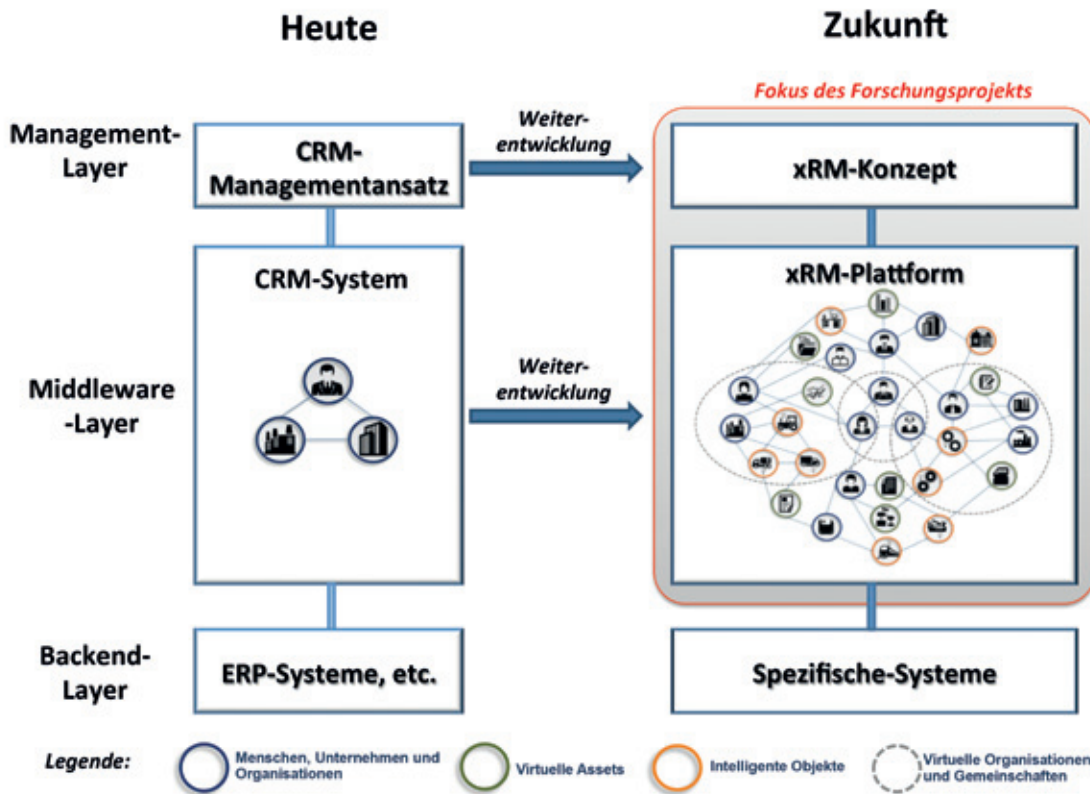 Heute
Zukunft
Fokus des Forschungsprojekts
Management-
Layer
CRM-
Managementansatz
Weiter-
entwicklung
xRM-Konzept
CRM-System
xRM-Plattform
Middleware
-Layer
Weiter-
entwicklung
Backend-
Layer
ERP-Systeme, etc.
Spezifische-Systeme
Legende:
Menschen, Unternehmen und
Organisationen
Virtuelle Assets
Intelligente Objekte
Virtuelle Organisationen
und Gemeinschaften